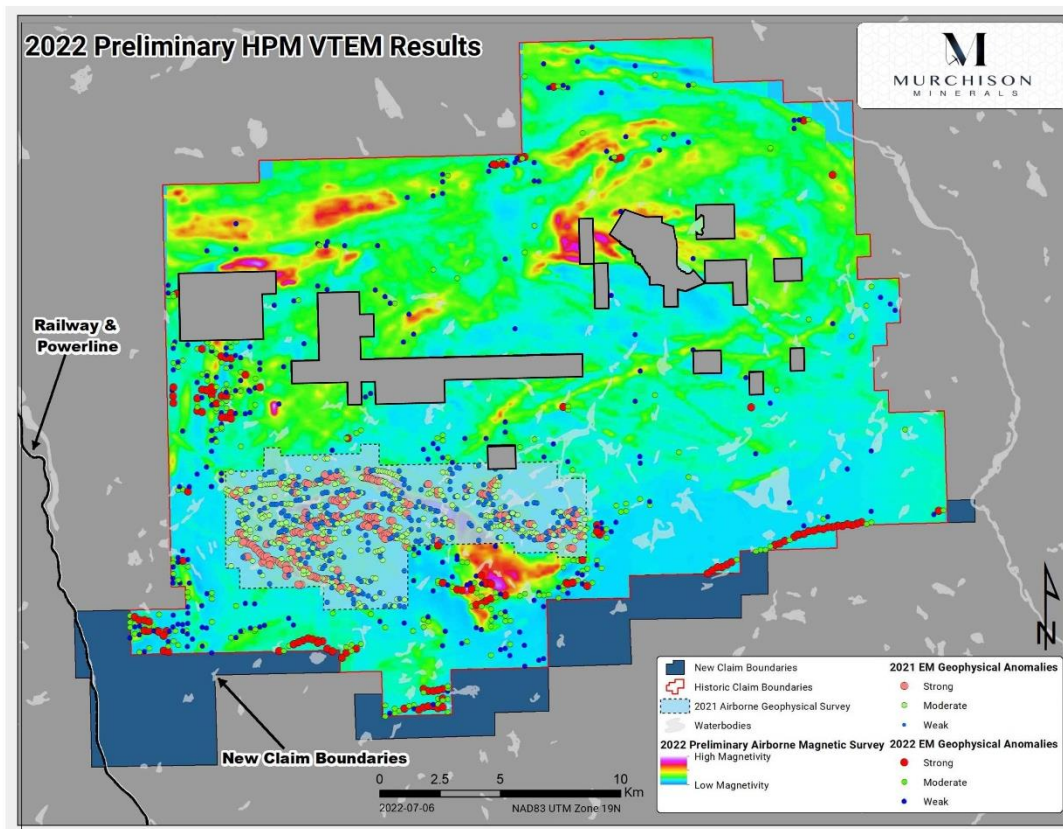 2022 Preliminary HPM VTEM Results
M
MURCHISON
MINERALS
Railway &
Powerline
New Claim Boundaries
0 2.5 5 10
Km
2022-07-06
NAD83 UTM Zone 19N
N
New Claim Boundaries
Historic Claim Boundaries
2021 Airborne Geophysical Survey
Waterbodies
2022 Preliminary Airborne Magnetic Survey
High Magnetivity
Low Magnetivity
2021 EM Geophysical Anomalies
Strong
Moderate
Weak
2022 EM Geophysical Anomalies
Strong
Moderate
Weak